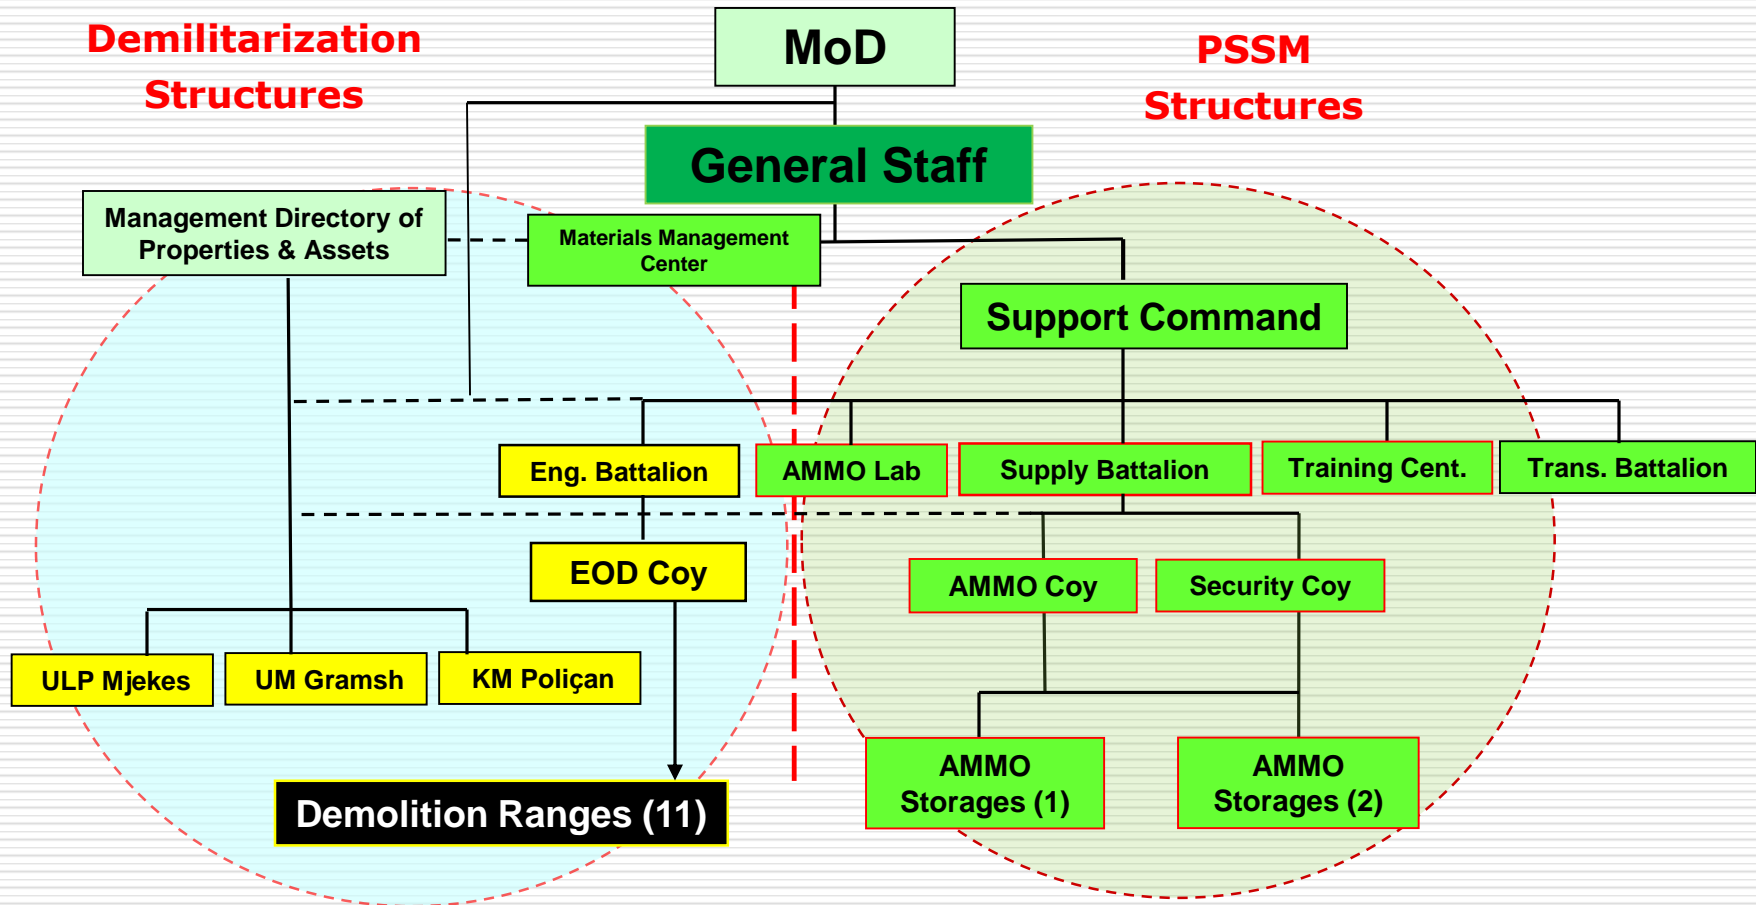 Demilitarization
Structures
MoD
PSSM
Structures
General Staff
Management Directory of
Properties & Assets
Materials Management
Center
Support Command
Eng. Battalion
AMMO Lab
Supply Battalion
Training Cent.
Trans. Battalion
EOD Coy
AMMO Coy
Security Coy
ULP Mjekes
UM Gramsh
KM Poliçan
Demolition Ranges (11)
AMMO
Storages (1)
AMMO
Storages (2)